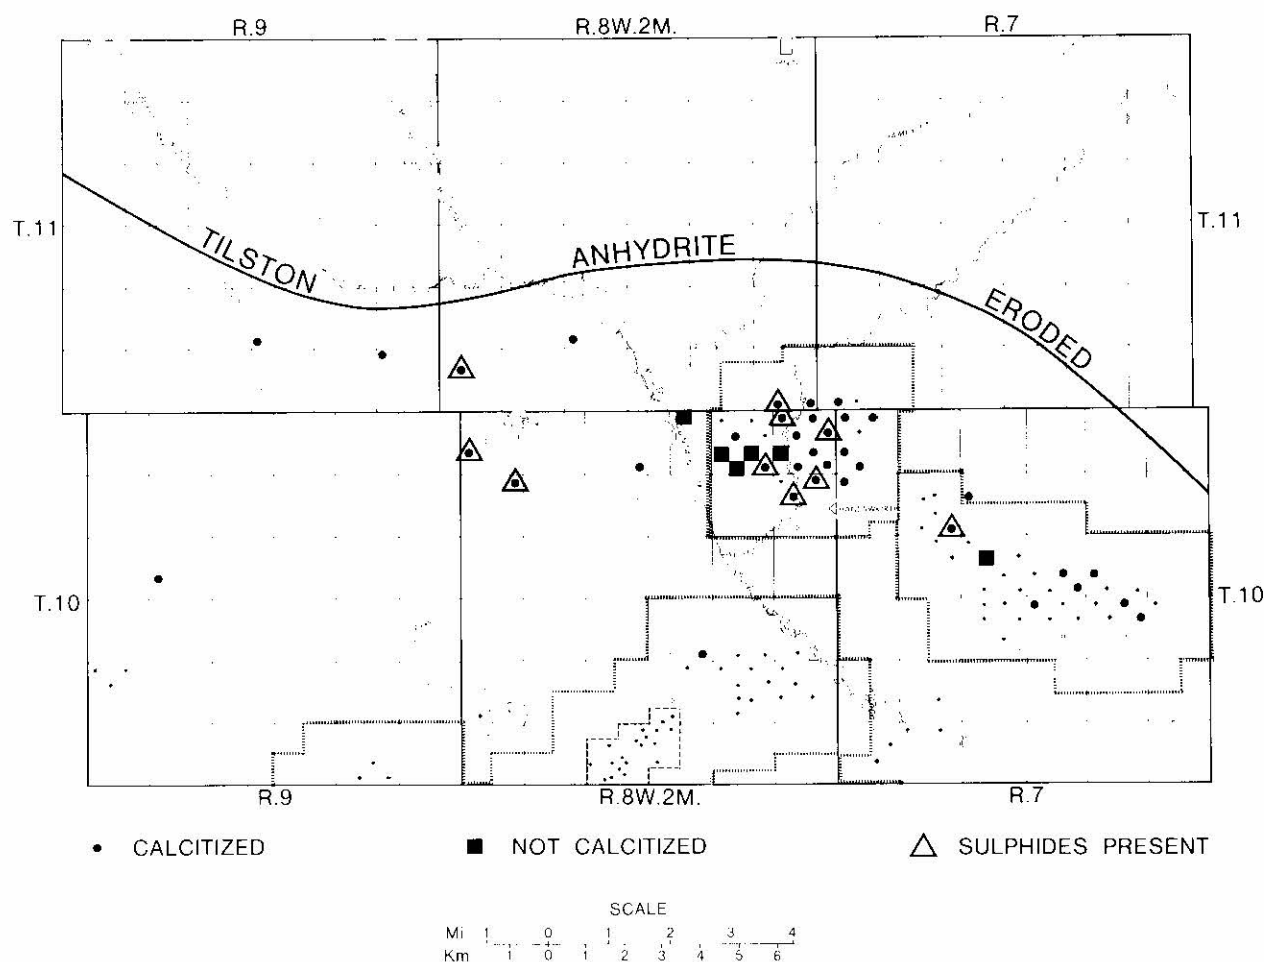 R.9 R.8W.2M. R.7
T.11 T.11
TILSTON ANHYDRITE ERODED
T.10 T.10
R.9 R.8W.2M. R.7
CALCITIZED NOT CALCITIZED SULPHIDES PRESENT
SCALE
Mi 1 0 1 2 3 4
Km 1 0 1 2 3 4 5 6